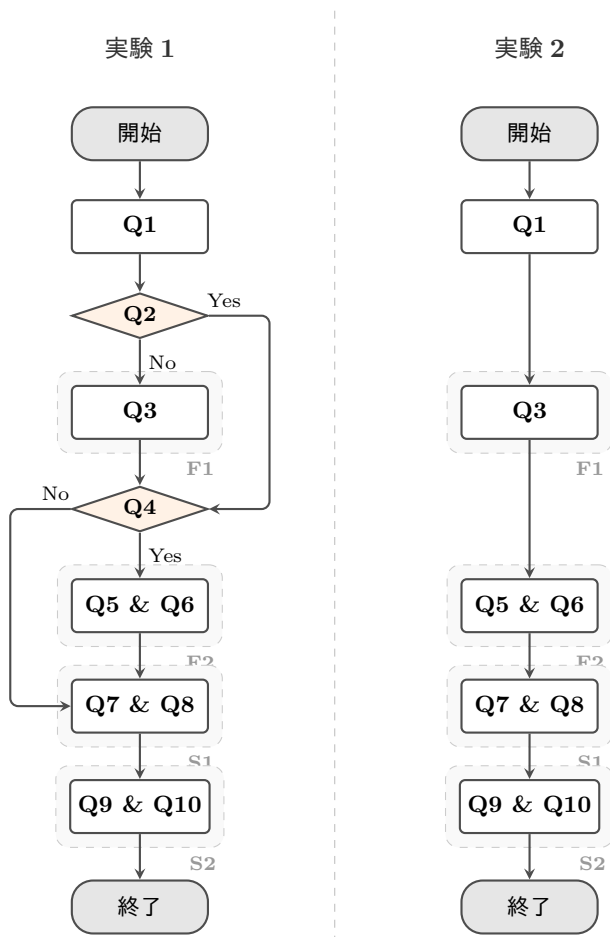 実験 1
開始
Q1
Q2
Yes
No
Q3
F1
Q4
No
Yes
Q5 & Q6
F2
Q7 & Q8
S1
Q9 & Q10
S2
終了
実験 2
開始
Q1
Q3
F1
Q5 & Q6
F2
Q7 & Q8
S1
Q9 & Q10
S2
終了